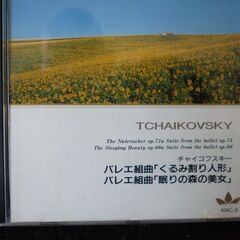 TCHAIKOVSKY
The Nutcracker op.71a Suite from the ballet op.71
The Sleeping Beauty op.66a Suite from the ballet op.66
チャイコフスキー
バレエ組曲「くるみ割り人形」
バレエ組曲「眠りの森の美女」
ANC-3